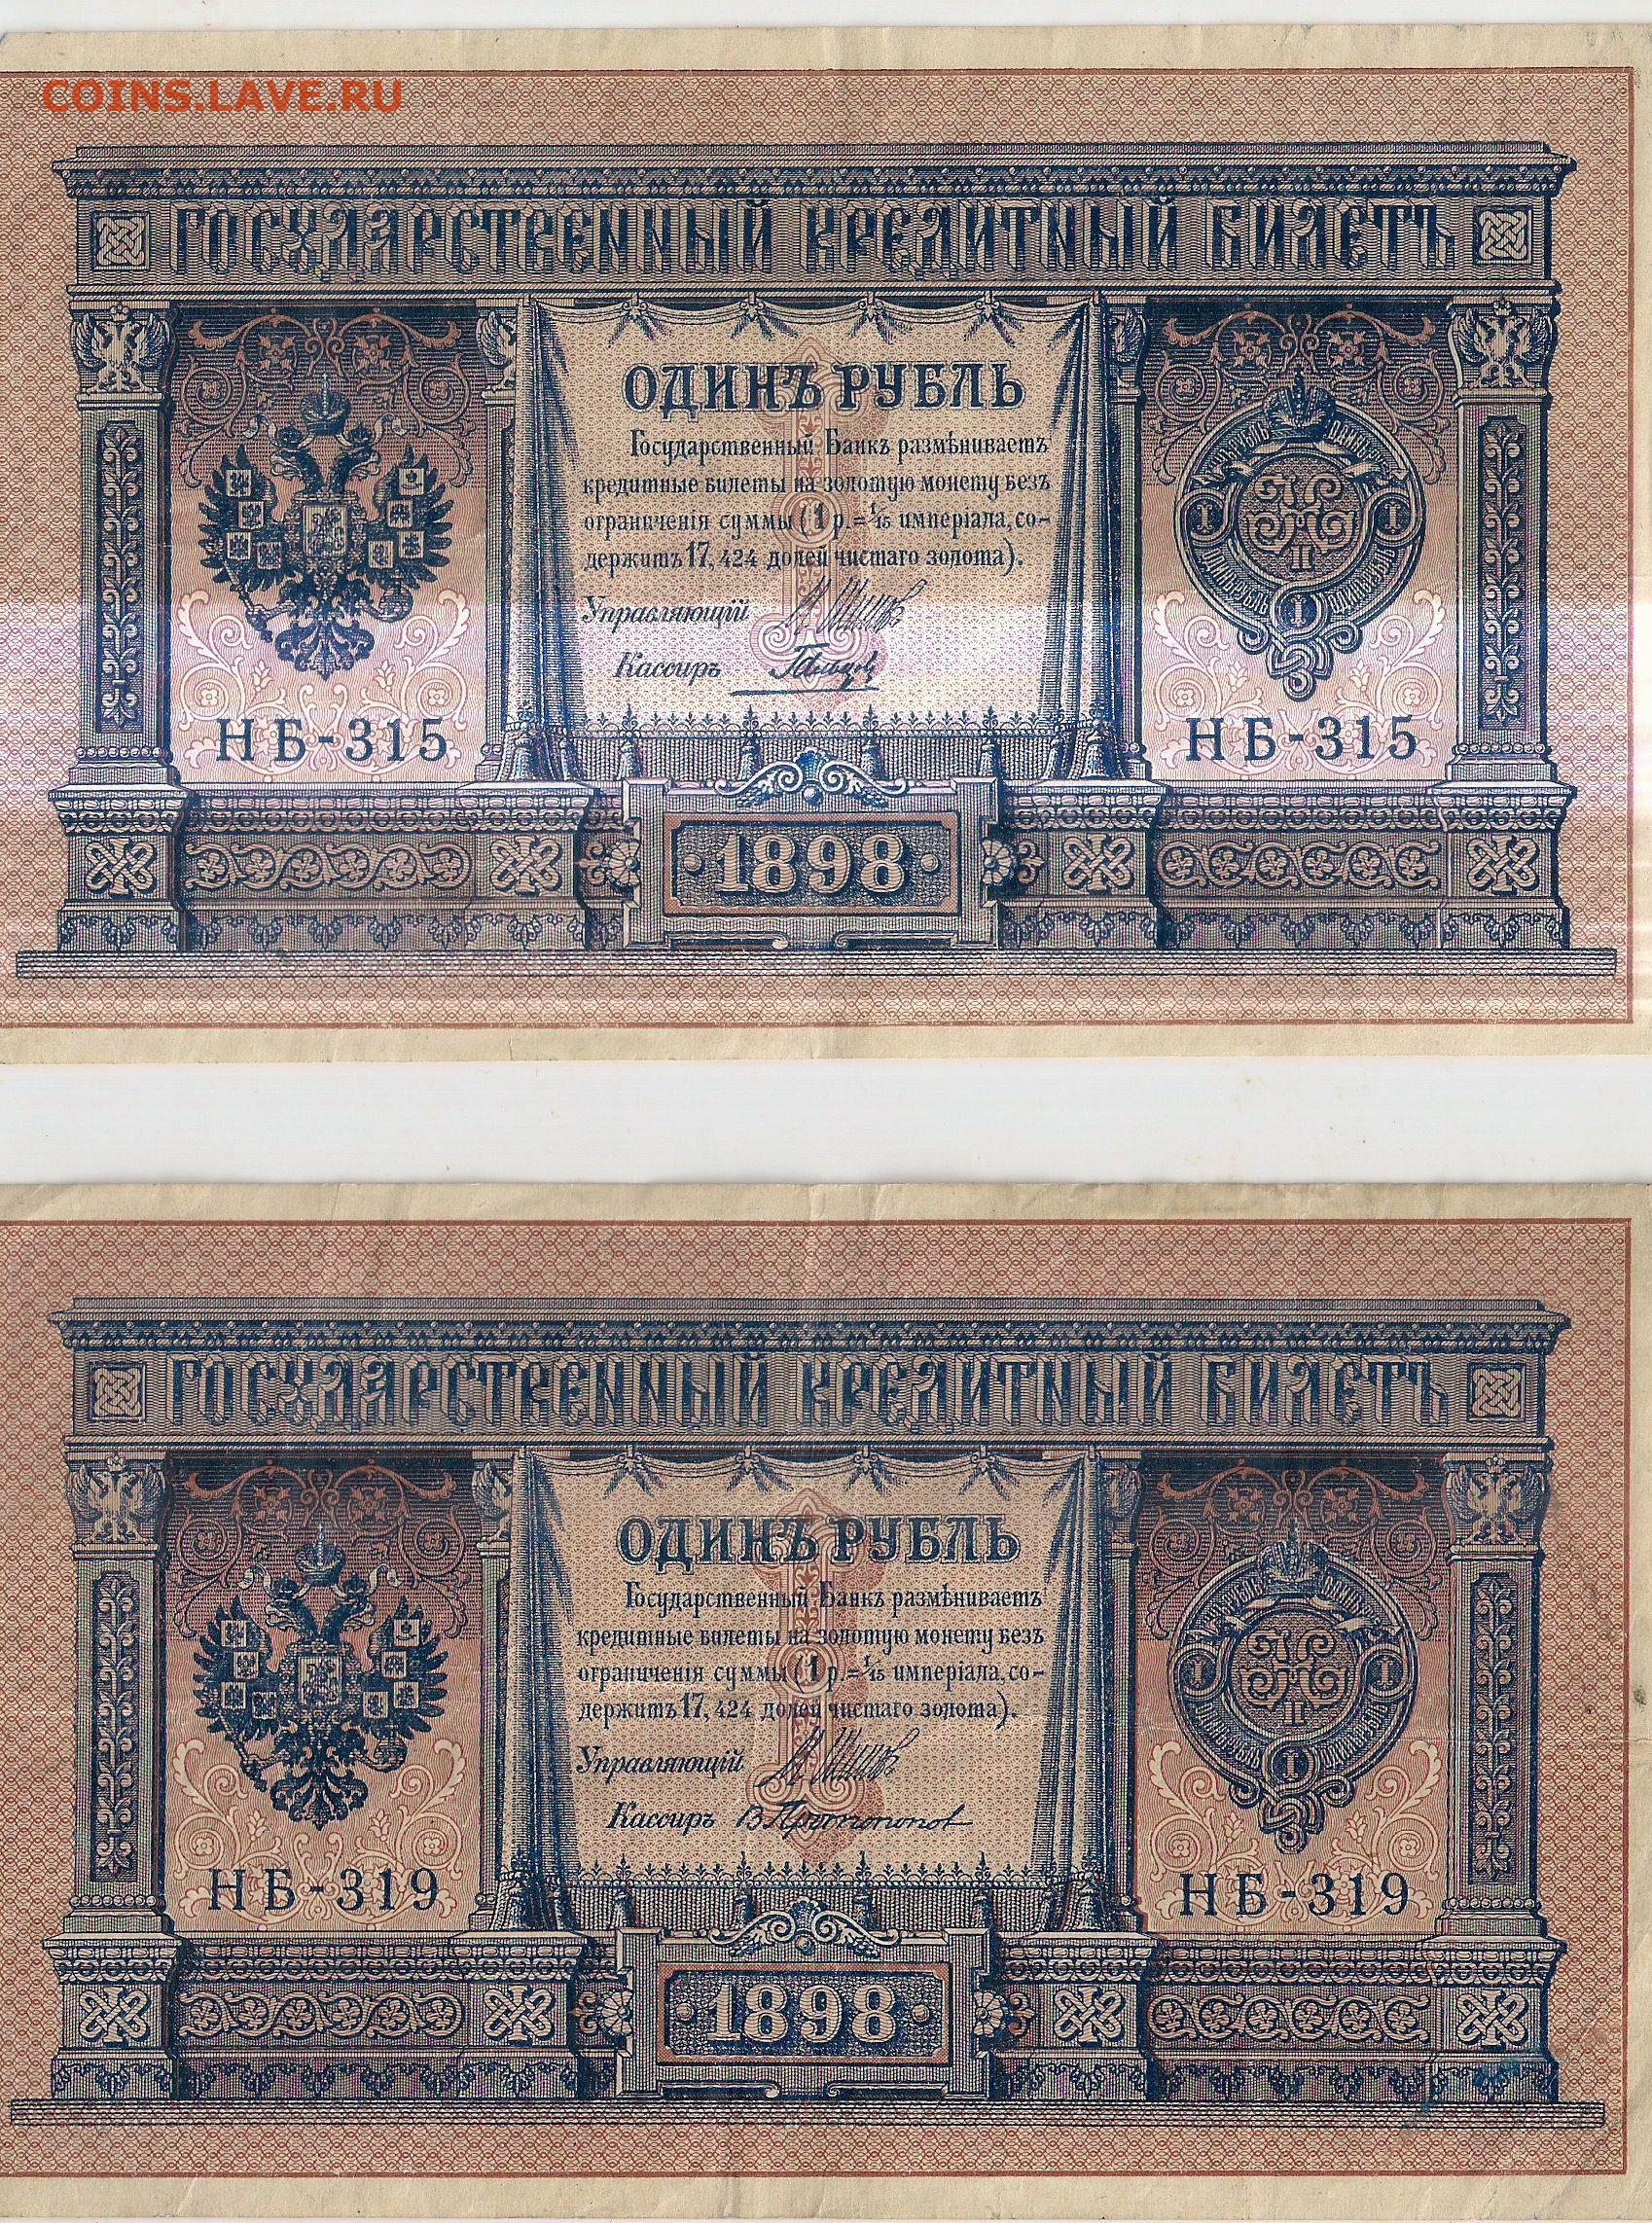 COINS.LAVE.RU
ГОСУДАРСТВЕННЫЙ КРЕДИТНЫЙ БИЛЕТЪ
ОДИНЪ РУБЛЬ
Государственный Банкъ размѣниваетъ
кредитные билеты на золотую монету безъ
ограниченія суммы (1 р.=1/15 имперіала, со-
держитъ 17,424 долей чистаго золота).
Управляющій
Кассиръ
НБ-315
НБ-315
1898
ГОСУДАРСТВЕННЫЙ КРЕДИТНЫЙ БИЛЕТЪ
ОДИНЪ РУБЛЬ
Государственный Банкъ размѣниваетъ
кредитные билеты на золотую монету безъ
ограниченія суммы (1 р.=1/15 имперіала, со-
держитъ 17,424 долей чистаго золота).
Управляющій
Кассиръ В Протопопов
НБ-319
НБ-319
1898